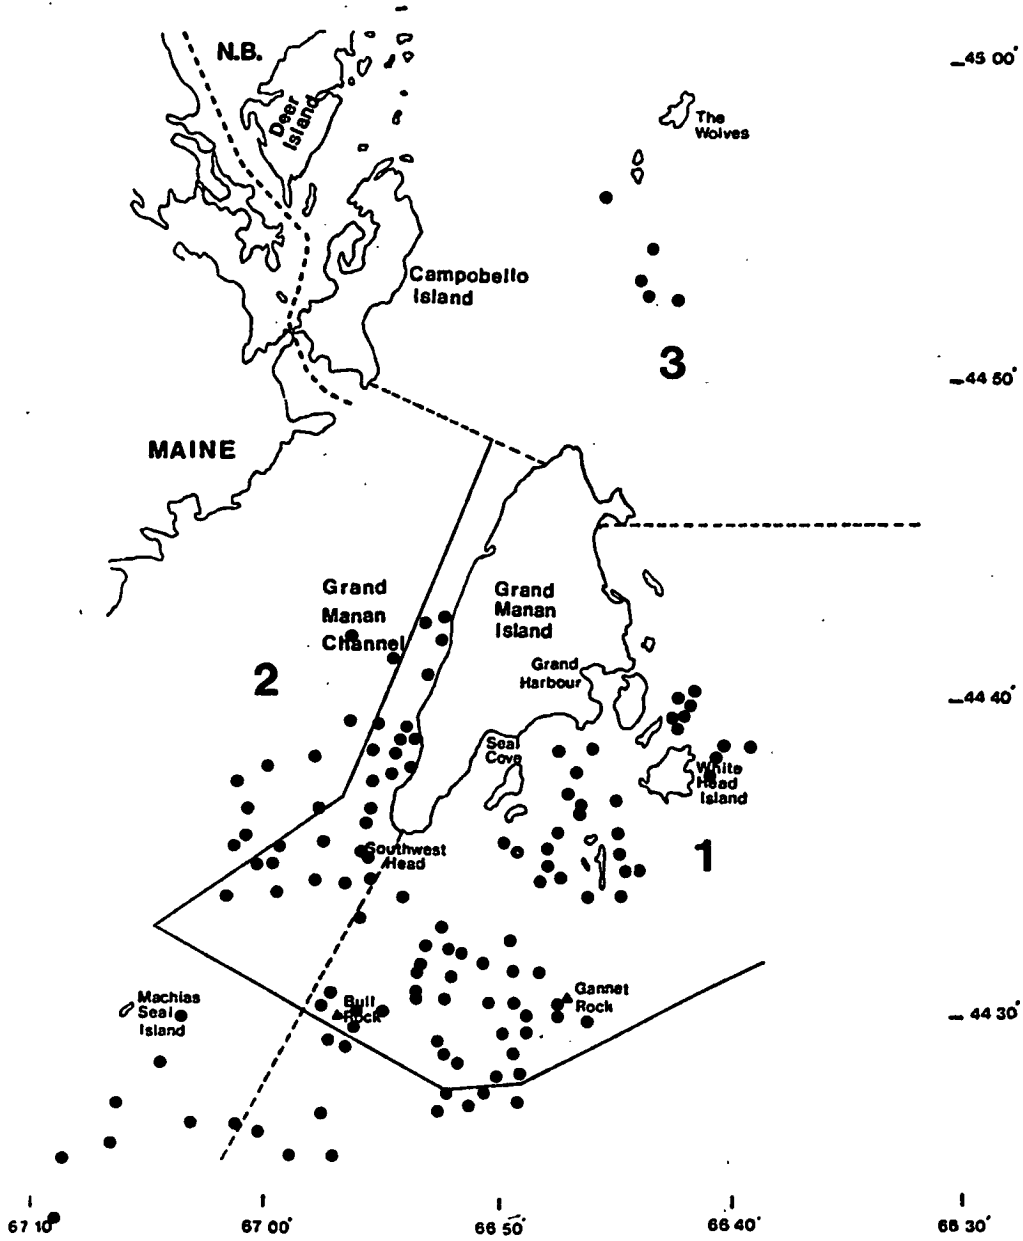 N.B.
45 00'
Deer
Island
The
Wolves
Campobello
Island
3
44 50'
MAINE
Grand
Manan
Channel
Grand
Manan
Island
Grand
Harbour
2
44 40'
Seal
Cove
White
Head
Island
Southwest
Head
1
Machias
Seal
Island
Bull
Rock
Gannet
Rock
44 30'
67 10'
67 00'
66 50'
66 40'
66 30'